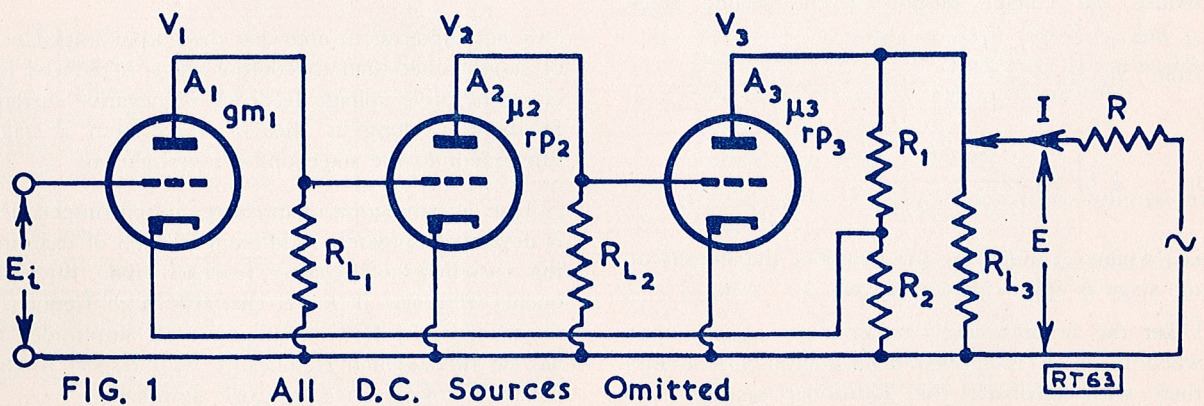 V1 V2 V3
A1 gm1
A2 μ2 rp2
A3 μ3 rp3
R1
I R
Ei
RL1
RL2
R2
RL3
E
RT63
FIG. 1 All D.C. Sources Omitted